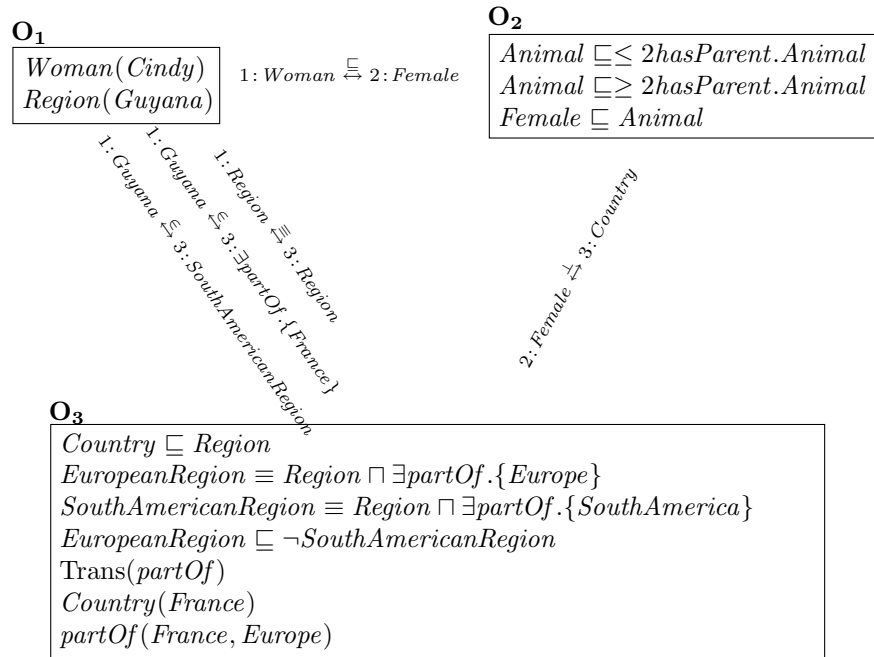 O₁
Woman(Cindy)
Region(Guyana)
1: Woman ⊑↔ 2: Female
O₂
Animal ⊑≤ 2hasParent.Animal
Animal ⊑≥ 2hasParent.Animal
Female ⊑ Animal
1: Guyana ∈↔ 3: SouthAmericanRegion
1: Guyana ∈↔ 3: ∃partOf.{France}
1: Region ≡↔ 3: Region
2: Female ⊥↔ 3: Country
O₃
Country ⊑ Region
EuropeanRegion ≡ Region ⊓ ∃partOf.{Europe}
SouthAmericanRegion ≡ Region ⊓ ∃partOf.{SouthAmerica}
EuropeanRegion ⊑ ¬SouthAmericanRegion
Trans(partOf)
Country(France)
partOf(France, Europe)